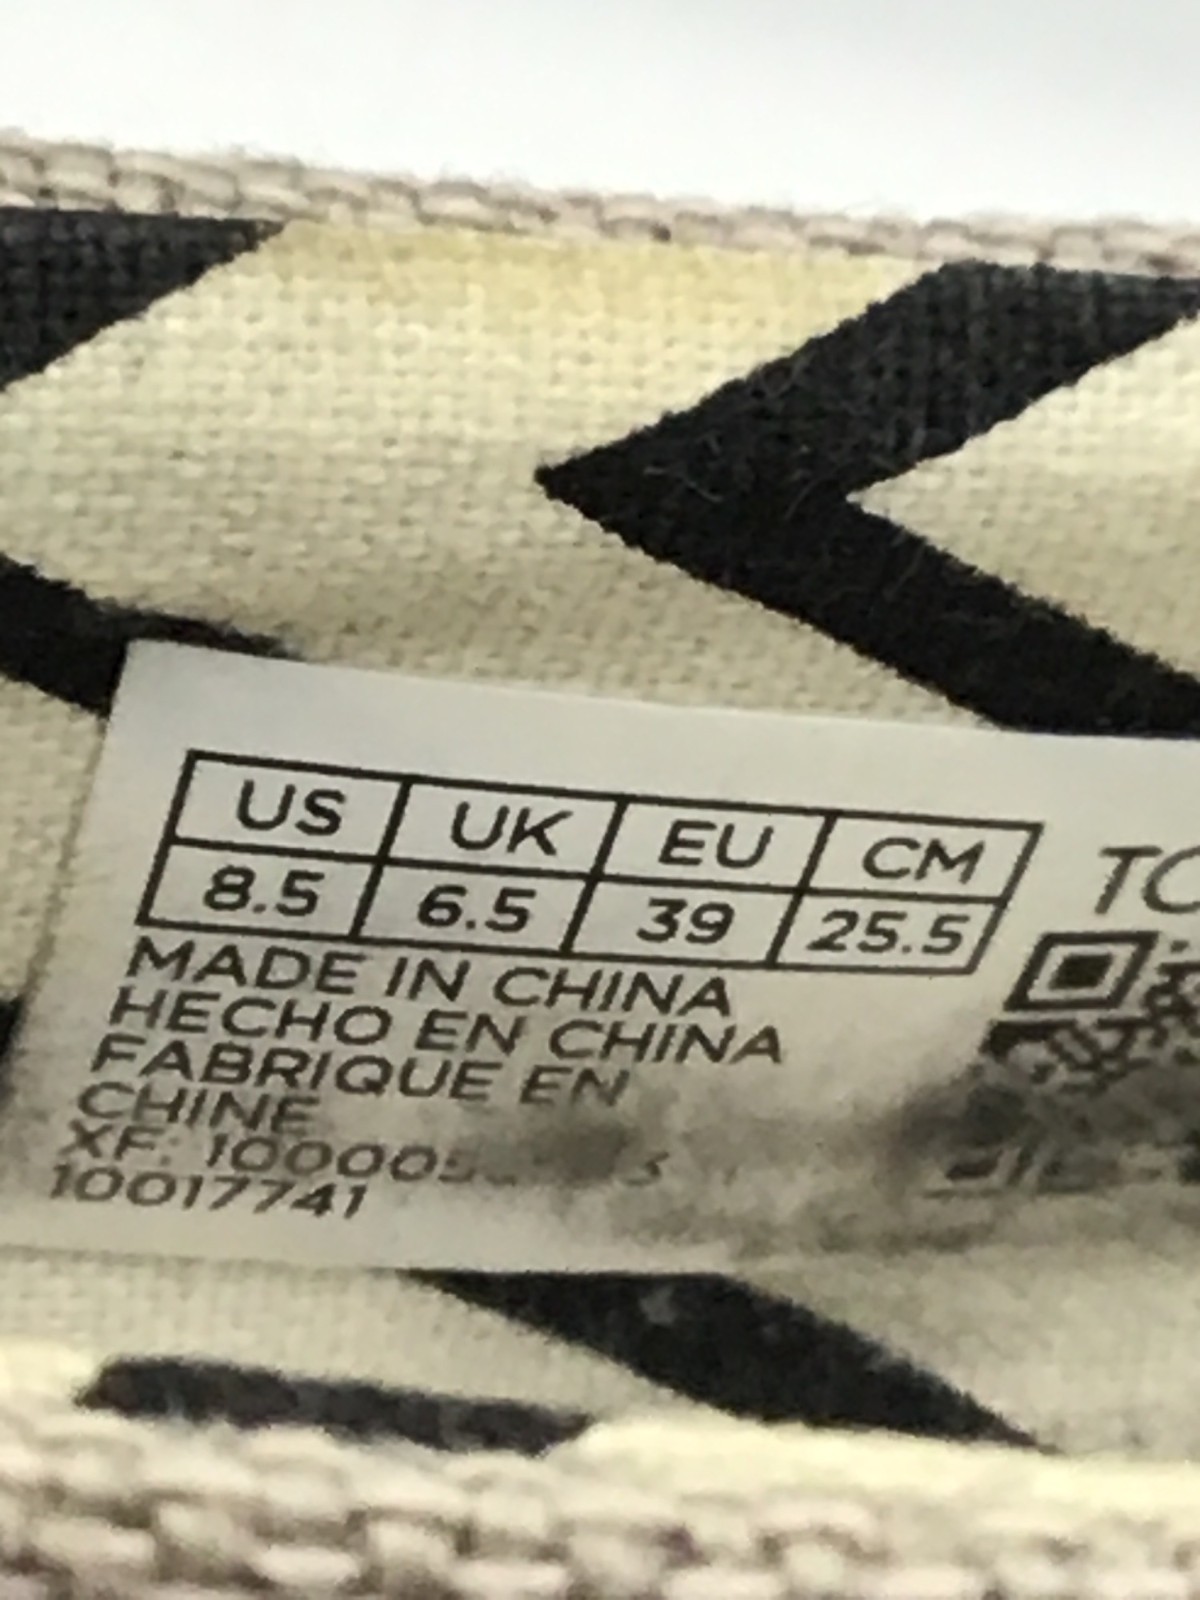 US UK EU CM
8.5 6.5 39 25.5
MADE IN CHINA
HECHO EN CHINA
FABRIQUE EN
CHINE
XF:
10017741